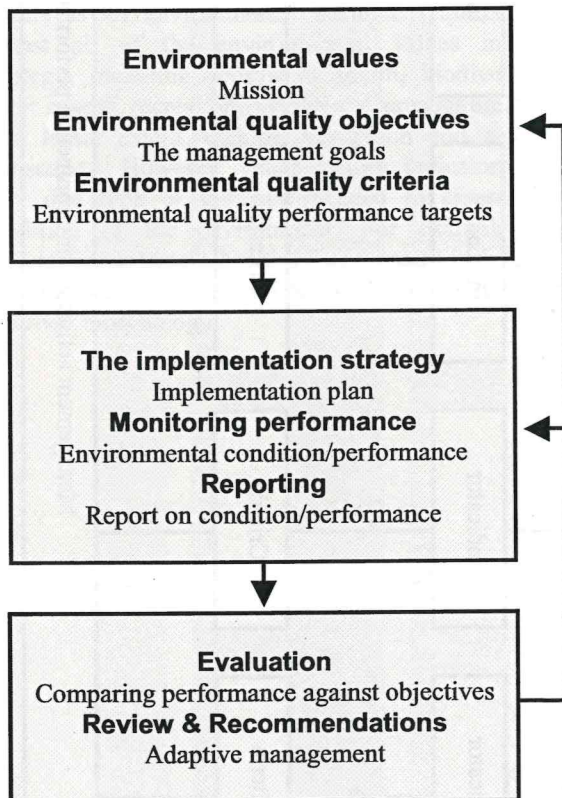 Environmental values
Mission
Environmental quality objectives
The management goals
Environmental quality criteria
Environmental quality performance targets
The implementation strategy
Implementation plan
Monitoring performance
Environmental condition/performance
Reporting
Report on condition/performance
Evaluation
Comparing performance against objectives
Review & Recommendations
Adaptive management